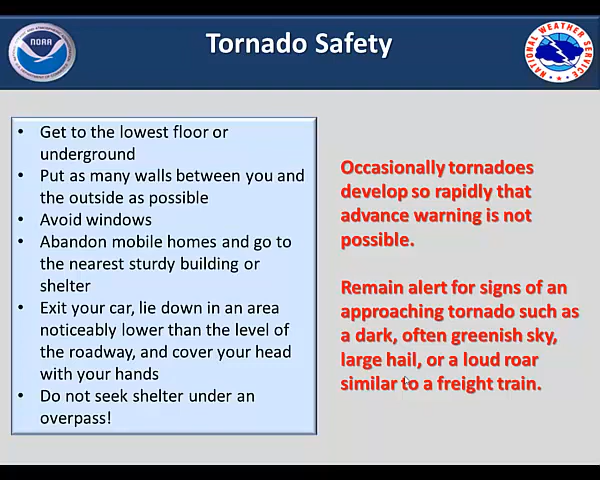 Tornado Safety
NOAA
NATIONAL WEATHER SERVICE
• Get to the lowest floor or
underground
• Put as many walls between you and
the outside as possible
• Avoid windows
• Abandon mobile homes and go to
the nearest sturdy building or
shelter
• Exit your car, lie down in an area
noticeably lower than the level of
the roadway, and cover your head
with your hands
• Do not seek shelter under an
overpass!
Occasionally tornadoes
develop so rapidly that
advance warning is not
possible.
Remain alert for signs of an
approaching tornado such as
a dark, often greenish sky,
large hail, or a loud roar
similar to a freight train.